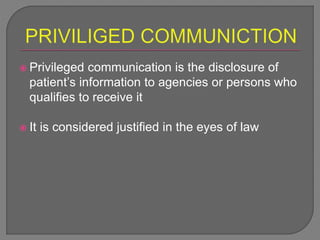 PRIVILIGED COMMUNICTION
Privileged communication is the disclosure of
patient's information to agencies or persons who
qualifies to receive it
It is considered justified in the eyes of law